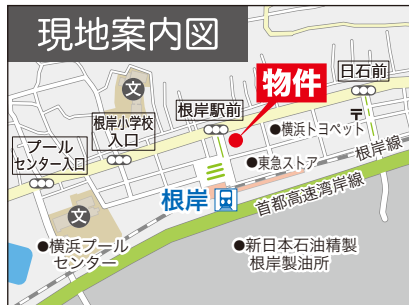 現地案内図
文
物件
日石前
根岸駅前
〒
根岸小学校
入口
●横浜トヨペット
プール
センター入口
●東急ストア
根岸線
根岸
首都高速湾岸線
文
●横浜プール
センター
●新日本石油精製
根岸製油所